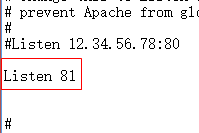 # prevent Apache from glo
#
#Listen 12.34.56.78:80
Listen 81
#